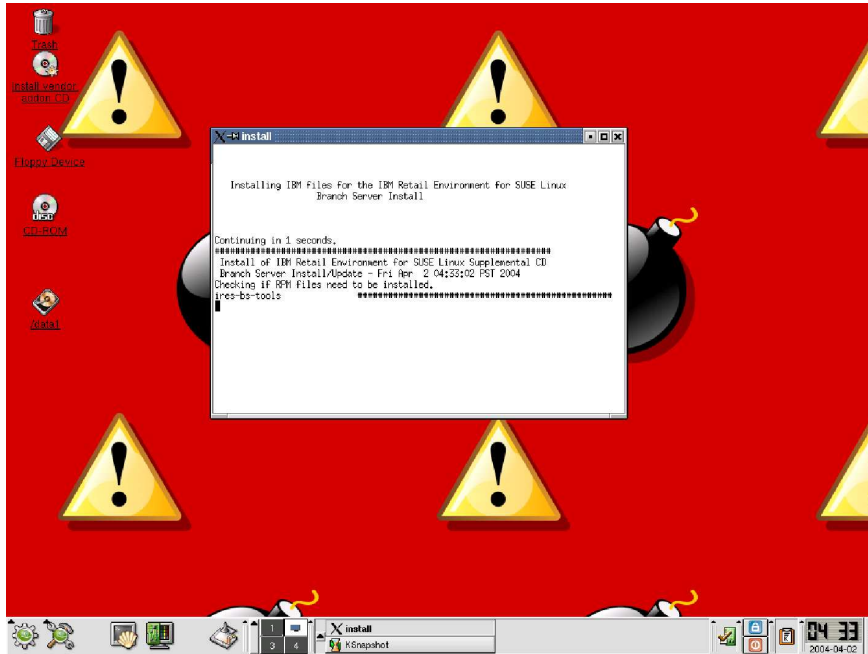 Trash
install vendor
addon CD
Floppy Device
CD-ROM
/data1
install
Installing IBM files for the IBM Retail Environment for SUSE Linux
Branch Server Install
Continuing in 1 seconds.
Install of IBM Retail Environment for SUSE Linux Supplemental CD
Branch Server Install/Update - Fri Apr  2 04:33:02 PST 2004
Checking if RPM files need to be installed.
ires-bs-tools
1
3 4
install
KSnapshot
04 33
2004-04-02